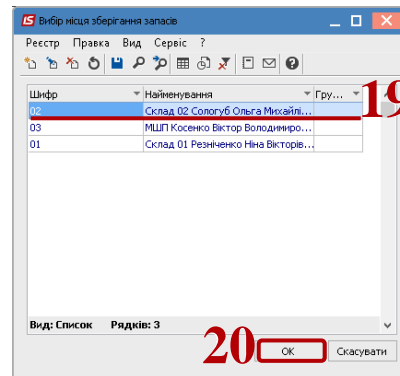 Вибір місця зберігання запасів
Реєстр Правка Вид Сервіс ?
Шифр Найменування Гру...
19
02 Склад 02 Сологуб Ольга Михайлі...
03 МШП Косенко Віктор Володимиро...
01 Склад 01 Резніченко Ніна Вікторів...
Вид: Список Рядків: 3
20
ОК Скасувати